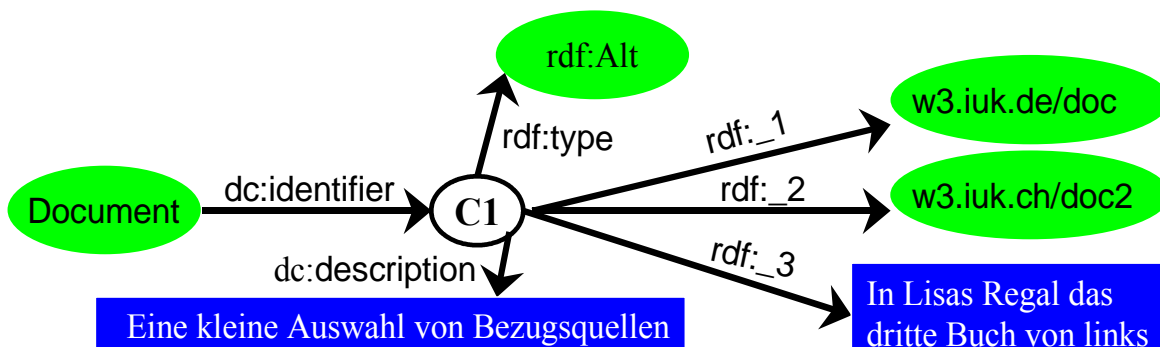 rdf:Alt
w3.iuk.de/doc
rdf:type
rdf:_1
Document
dc:identifier
C1
rdf:_2
w3.iuk.ch/doc2
dc:description
rdf:_3
Eine kleine Auswahl von Bezugsquellen
In Lisas Regal das
dritte Buch von links